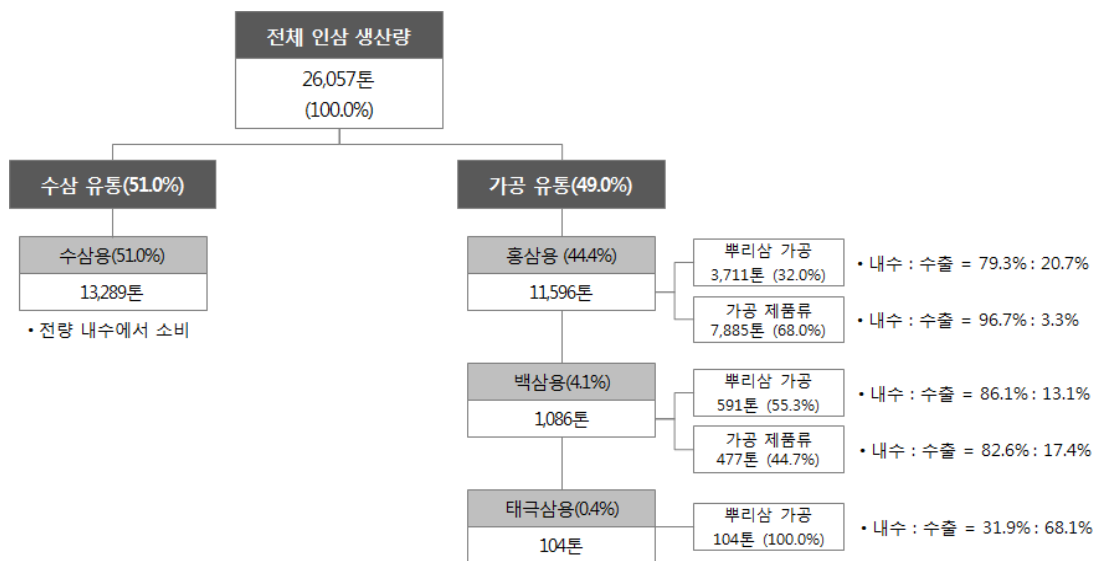 전체 인삼 생산량
26,057톤
(100.0%)
수삼 유통(51.0%)
가공 유통(49.0%)
수삼용(51.0%)
13,289톤
• 전량 내수에서 소비
홍삼용 (44.4%)
11,596톤
뿌리삼 가공
3,711톤 (32.0%)
• 내수 : 수출 = 79.3% : 20.7%
가공 제품류
7,885톤 (68.0%)
• 내수 : 수출 = 96.7% : 3.3%
백삼용(4.1%)
1,086톤
뿌리삼 가공
591톤 (55.3%)
• 내수 : 수출 = 86.1% : 13.1%
가공 제품류
477톤 (44.7%)
• 내수 : 수출 = 82.6% : 17.4%
태극삼용(0.4%)
104톤
뿌리삼 가공
104톤 (100.0%)
• 내수 : 수출 = 31.9% : 68.1%